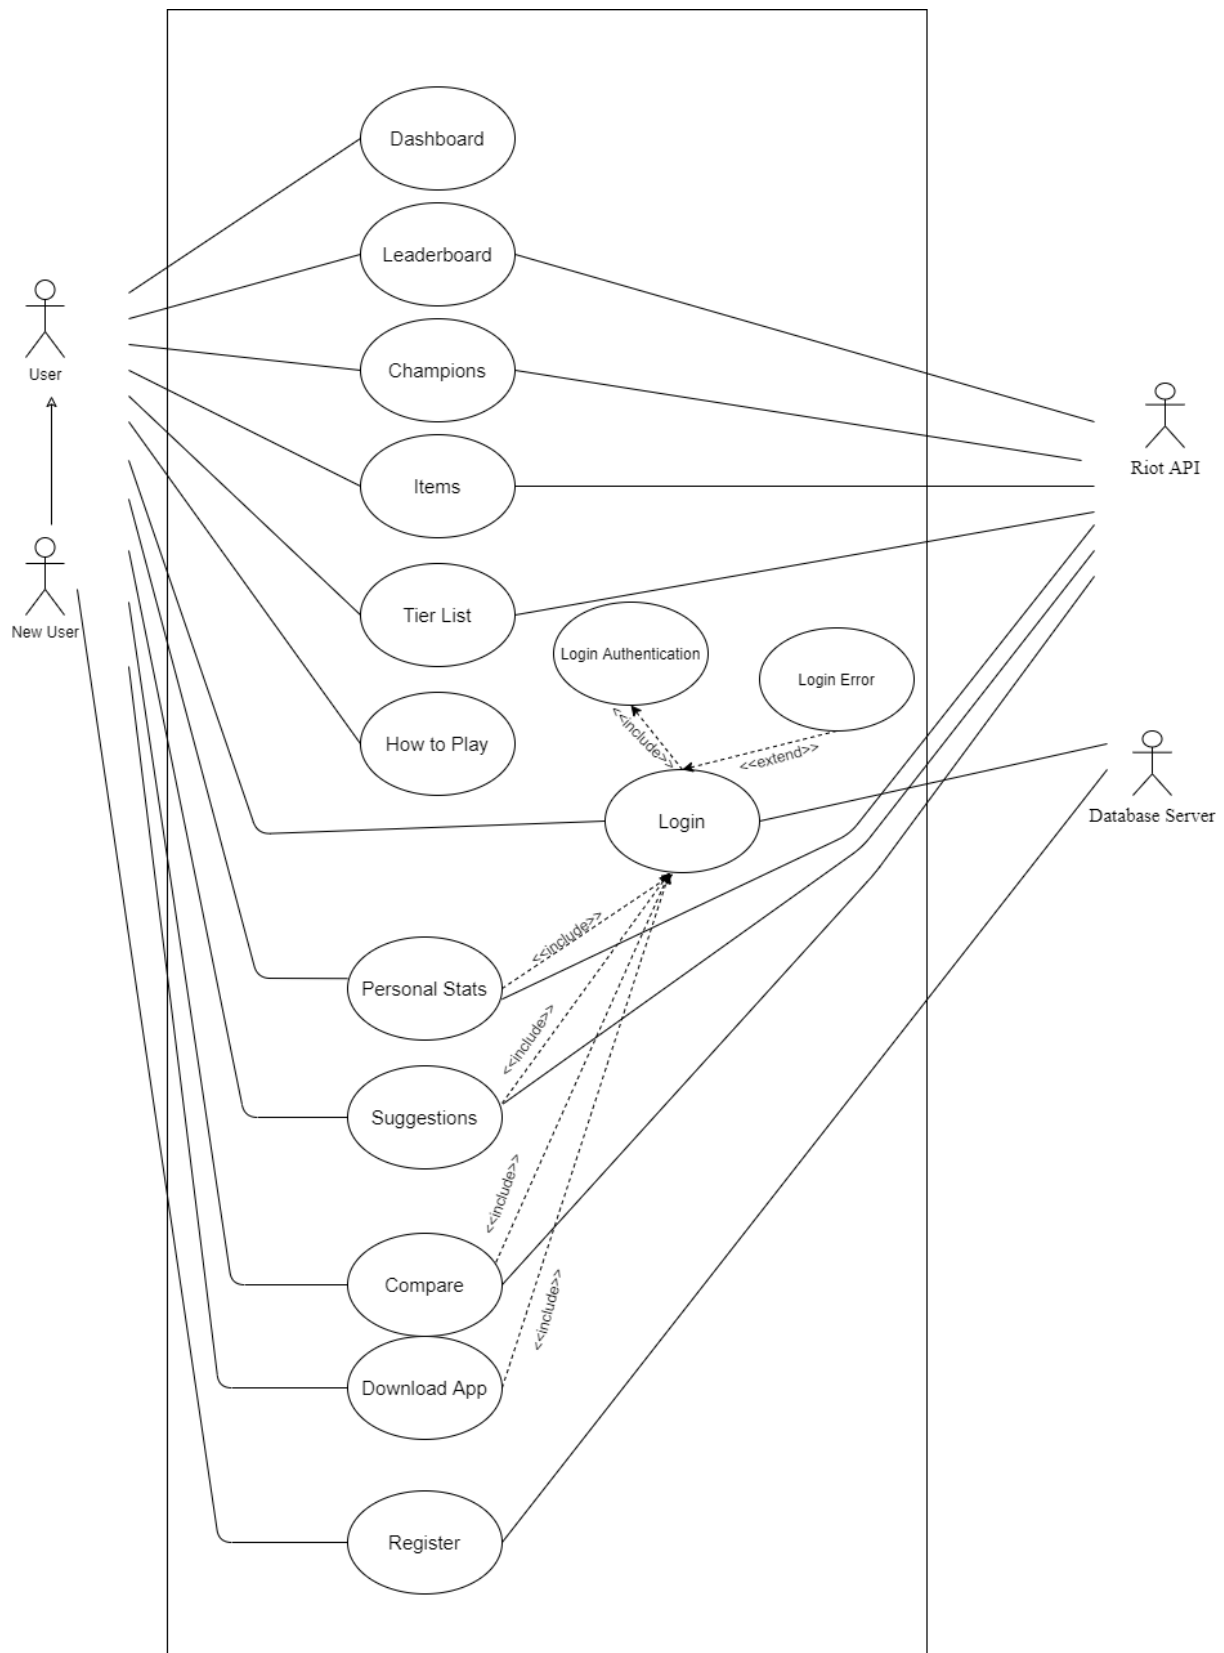 Dashboard
Leaderboard
User
Champions
Riot API
Items
New User
Tier List
Login Authentication
Login Error
<<include>>
<<extend>>
How to Play
Login
Database Server
<<include>>
Personal Stats
<<include>>
Suggestions
<<include>>
Compare
<<include>>
Download App
Register